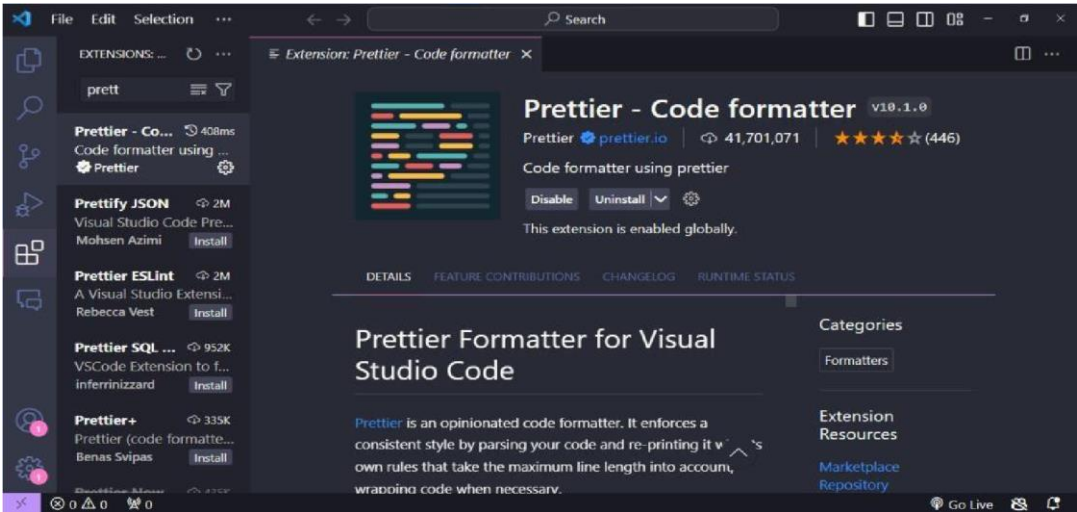 File Edit Selection ···
Search
EXTENSIONS: ... ···
Extension: Prettier - Code formatter
prett
Prettier - Co... 408ms
Code formatter using ...
Prettier
Prettify JSON 2M
Visual Studio Code Pre...
Mohsen Azimi Install
Prettier ESLint 2M
A Visual Studio Extensi...
Rebecca Vest Install
Prettier SQL ... 952K
VSCode Extension to f...
inferrinizzard Install
Prettier+ 335K
Prettier (code formatte...
Benas Svipas Install
Prettier - Code formatter v10.1.0
Prettier prettier.io 41,701,071 (446)
Code formatter using prettier
Disable Uninstall
This extension is enabled globally.
DETAILS FEATURE CONTRIBUTIONS CHANGELOG RUNTIME STATUS
Prettier Formatter for Visual
Studio Code
Prettier is an opinionated code formatter. It enforces a
consistent style by parsing your code and re-printing it
own rules that take the maximum line length into account,
wrapping code when necessary.
Categories
Formatters
Extension
Resources
Marketplace
Repository
1
1
0 0 0
Go Live